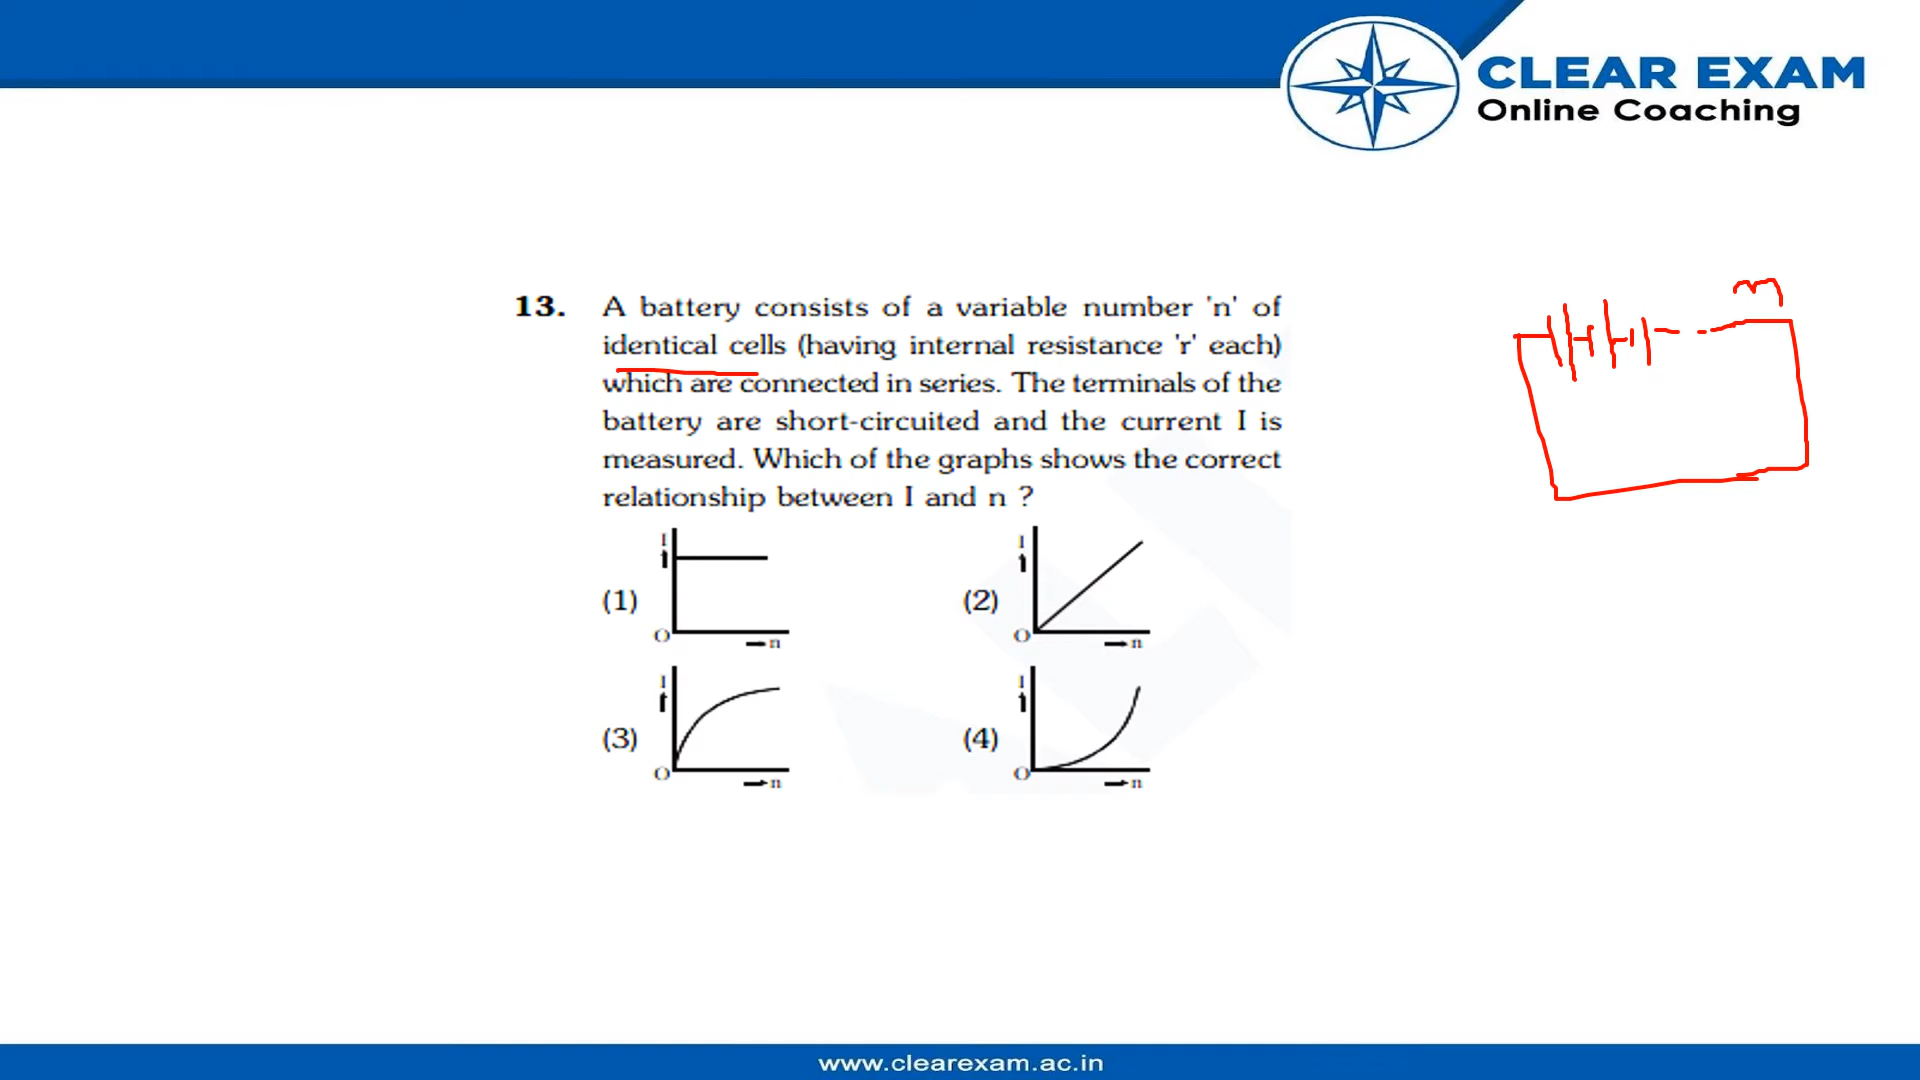 CLEAR EXAM
Online Coaching
13. A battery consists of a variable number 'n' of
identical cells (having internal resistance 'r' each)
which are connected in series. The terminals of the
battery are short-circuited and the current I is
measured. Which of the graphs shows the correct
relationship between I and n ?
(1) I O n
(2) I O n
(3) I O n
(4) I O n
www.clearexam.ac.in